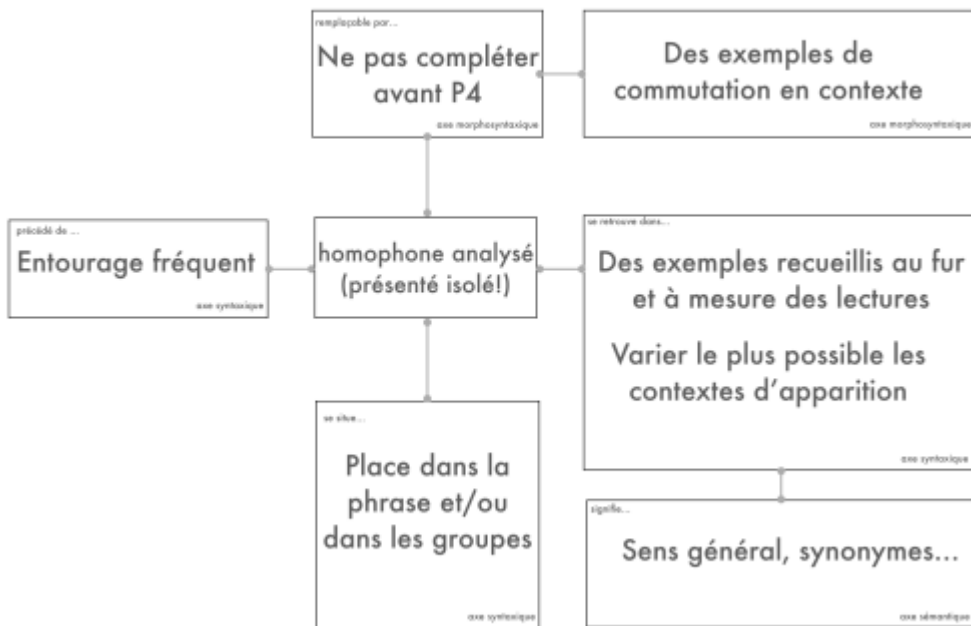 remplaçable par...
Ne pas compléter
avant P4
axe morphosyntaxique
Des exemples de
commutation en contexte
axe morphosyntaxique
précédé de ...
Entourage fréquent
axe syntaxique
homophone analysé
(présenté isolé!)
se retrouve dans...
Des exemples recueillis au fur
et à mesure des lectures
Varier le plus possible les
contextes d'apparition
axe syntaxique
se situe...
Place dans la
phrase et/ou
dans les groupes
axe syntaxique
signifie...
Sens général, synonymes...
axe sémantique